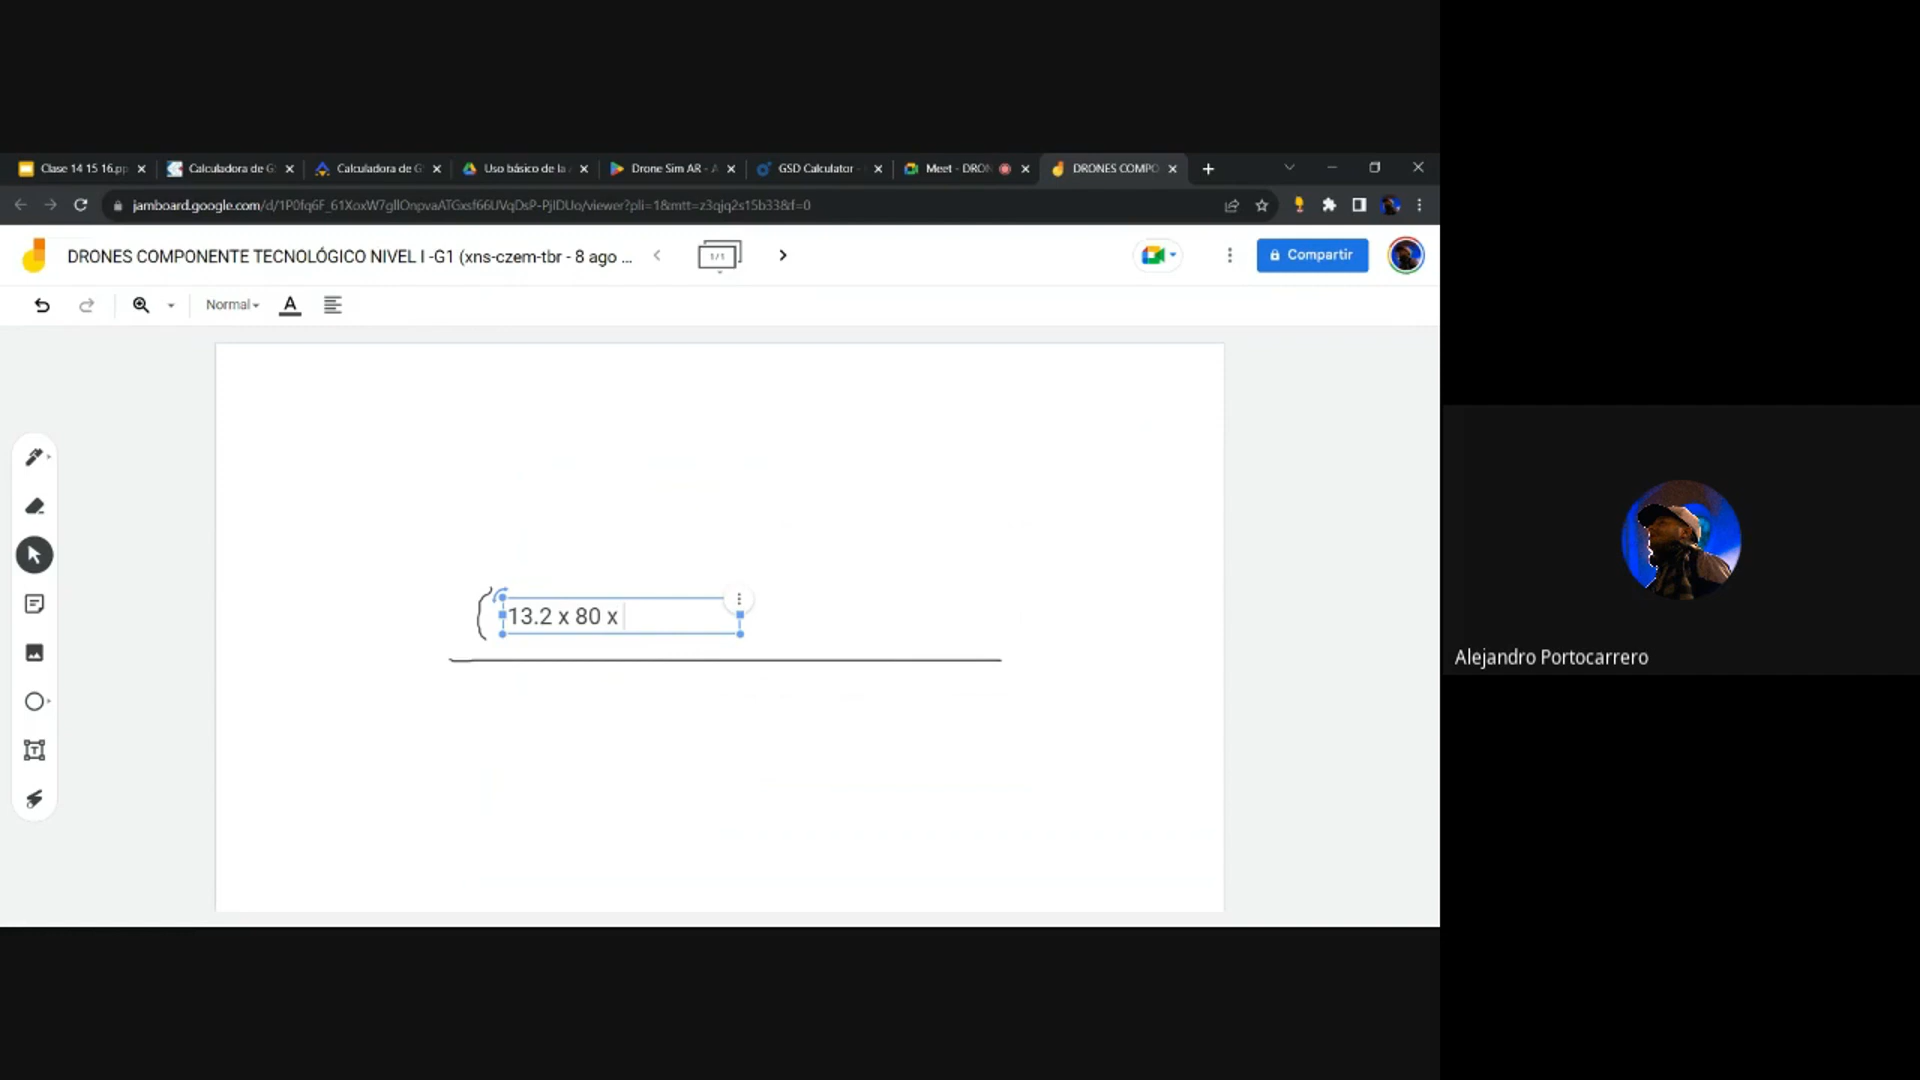 Clase 14 15 16.pp
Calculadora de G
Calculadora de G
Uso básico de la
Drone Sim AR - A
GSD Calculator -
Meet - DRON
DRONES COMPO
jamboard.google.com/d/1P0fq6F_61XoxW7gllOnpvaATGxsf66UVqDsP-PjIDUo/viewer?pli=1&mtt=z3qjq2s15b33&f=0
DRONES COMPONENTE TECNOLÓGICO NIVEL I -G1 (xns-czem-tbr - 8 ago ...
1/1
Compartir
Normal
A
(13.2 x 80 x
Alejandro Portocarrero